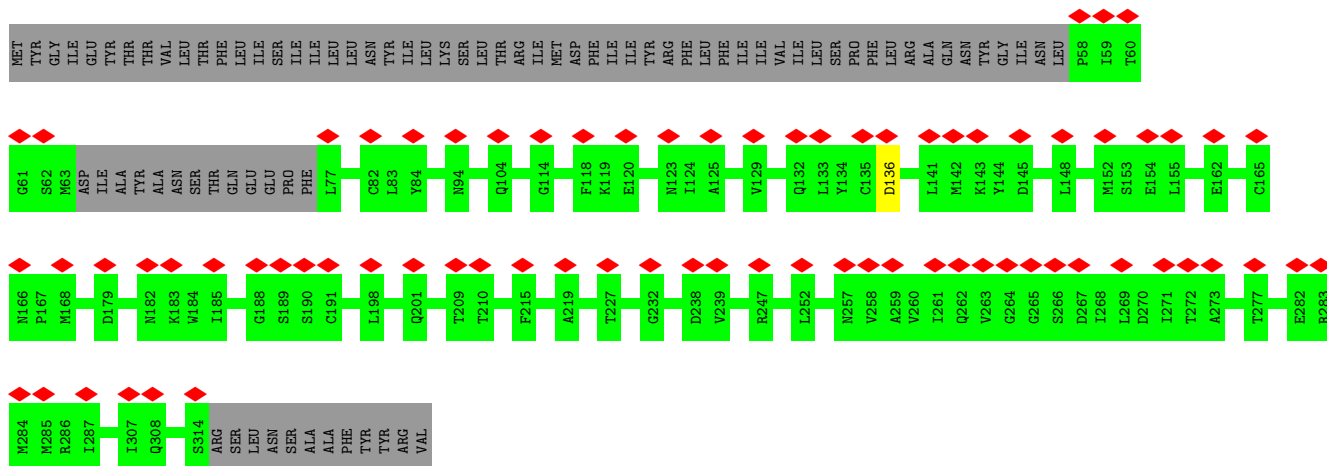 MET TYR GLY ILE GLU TYR THR THR VAL LEU THR PHE LEU ILE SER ILE ILE LEU LEU ASN TYR ILE LEU LYS SER LEU THR ARG ILE MET ASP PHE ILE ILE TYR ARG PHE LEU PHE ILE ILE VAL ILE LEU SER PRO PHE LEU ARG ALA GLN ASN TYR GLY ILE ASN LEU P58 I59 T60
G61 S62 M63 ASP ILE ALA TYR ALA ASN SER THR GLN GLU GLU PRO PHE L77 C82 L83 Y84 N94 Q104 G114 F118 K119 E120 N123 I124 A125 V129 Q132 L133 Y134 C135 D136 L141 M142 K143 Y144 D145 L148 M152 S153 E154 L155 E162 C165
N166 P167 M168 D179 N182 K183 W184 I185 G188 S189 S190 C191 L198 Q201 T209 T210 F215 A219 T227 G232 D238 V239 R247 L252 N257 V258 A259 V260 I261 Q262 V263 G264 G265 S266 D267 I268 L269 D270 I271 T272 A273 T277 E282 R283
M284 M285 R286 I287 I307 Q308 S314 ARG SER LEU ASN SER ALA ALA PHE TYR TYR ARG VAL